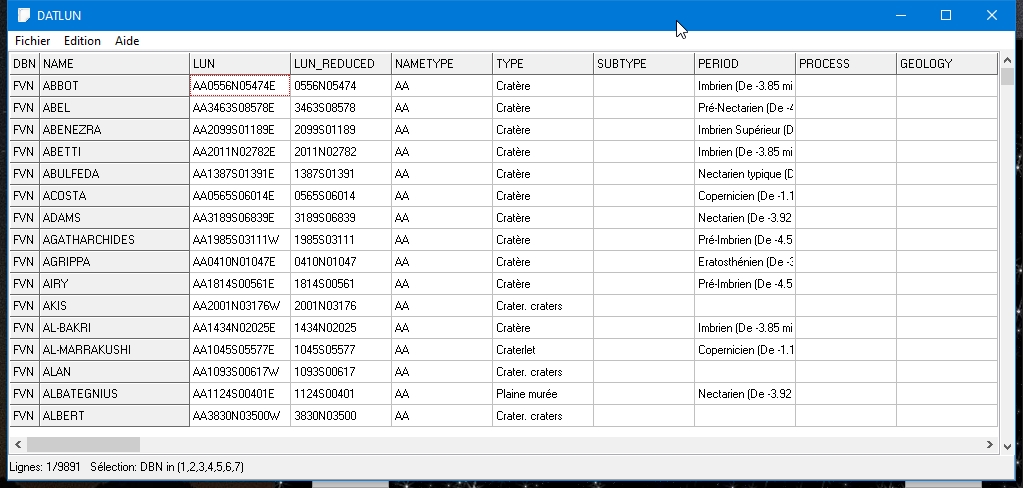 DATLUN
Fichier Edition Aide
DBN NAME LUN LUN_REDUCED NAMETYPE TYPE SUBTYPE PERIOD PROCESS GEOLOGY
FVN ABBOT AA0556N05474E 0556N05474 AA Cratère Imbrien (De -3.85 mi
FVN ABEL AA3463S08578E 3463S08578 AA Cratère Pré-Nectarien (De -4
FVN ABENEZRA AA2099S01189E 2099S01189 AA Cratère Imbrien Supérieur (D
FVN ABETTI AA2011N02782E 2011N02782 AA Cratère Imbrien (De -3.85 mi
FVN ABULFEDA AA1387S01391E 1387S01391 AA Cratère Nectarien typique (D
FVN ACOSTA AA0565S06014E 0565S06014 AA Cratère Copernicien (De -1.1
FVN ADAMS AA3189S06839E 3189S06839 AA Cratère Nectarien (De -3.92
FVN AGATHARCHIDES AA1985S03111W 1985S03111 AA Cratère Pré-Imbrien (De -4.5
FVN AGRIPPA AA0410N01047E 0410N01047 AA Cratère Eratosthénien (De -3
FVN AIRY AA1814S00561E 1814S00561 AA Cratère Pré-Imbrien (De -4.5
FVN AKIS AA2001N03176W 2001N03176 AA Crater. craters
FVN AL-BAKRI AA1434N02025E 1434N02025 AA Cratère Imbrien (De -3.85 mi
FVN AL-MARRAKUSHI AA1045S05577E 1045S05577 AA Craterlet Copernicien (De -1.1
FVN ALAN AA1093S00617W 1093S00617 AA Crater. craters
FVN ALBATEGNIUS AA1124S00401E 1124S00401 AA Plaine murée Nectarien (De -3.92
FVN ALBERT AA3830N03500W 3830N03500 AA Crater. craters
Lignes: 1/9891 Sélection: DBN in (1,2,3,4,5,6,7)